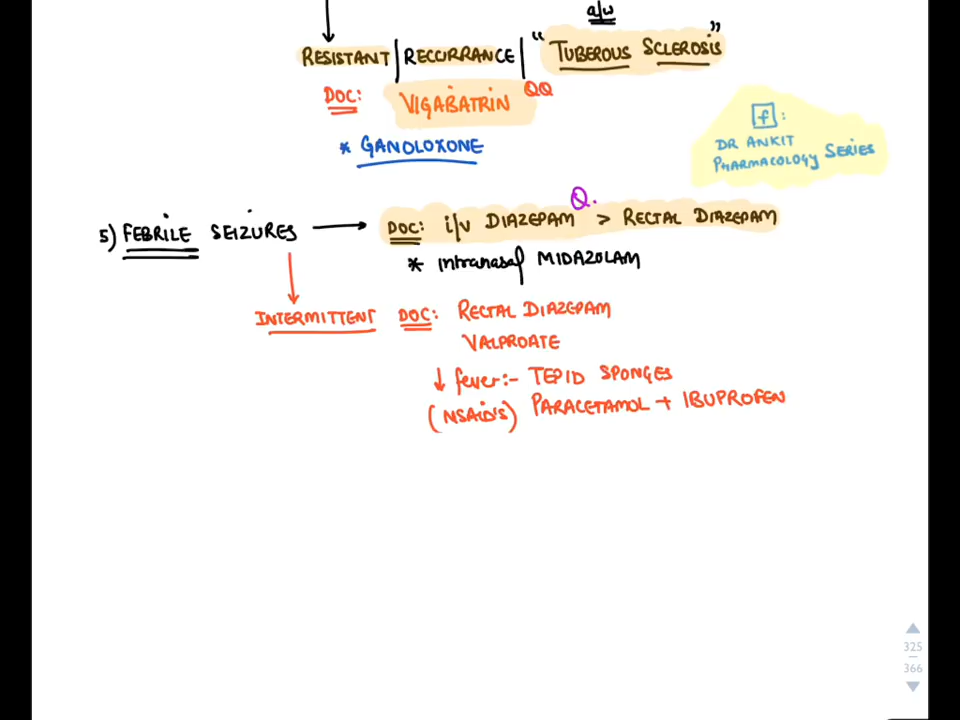 a/w
RESISTANT | RECURRANCE | "TUBEROUS SCLEROSIS"
DOC: VIGABATRIN QQ
* GANOLOXONE
f :
DR ANKIT
PHARMACOLOGY SERIES
Q.
5) FEBRILE SEIZURES → DOC: i/v DIAZEPAM > RECTAL DIAZEPAM
* intranasal MIDAZOLAM
INTERMITTENT DOC: RECTAL DIAZEPAM
VALPROATE
↓ fever:- TEPID SPONGES
(NSAID'S) PARACETAMOL + IBUPROFEN
325
366